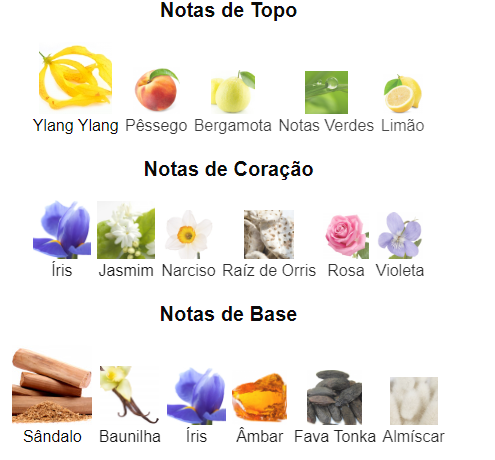 Notas de Topo
Ylang Ylang Pêssego Bergamota Notas Verdes Limão
Notas de Coração
Íris Jasmim Narciso Raíz de Orris Rosa Violeta
Notas de Base
Sândalo Baunilha Íris Âmbar Fava Tonka Almíscar